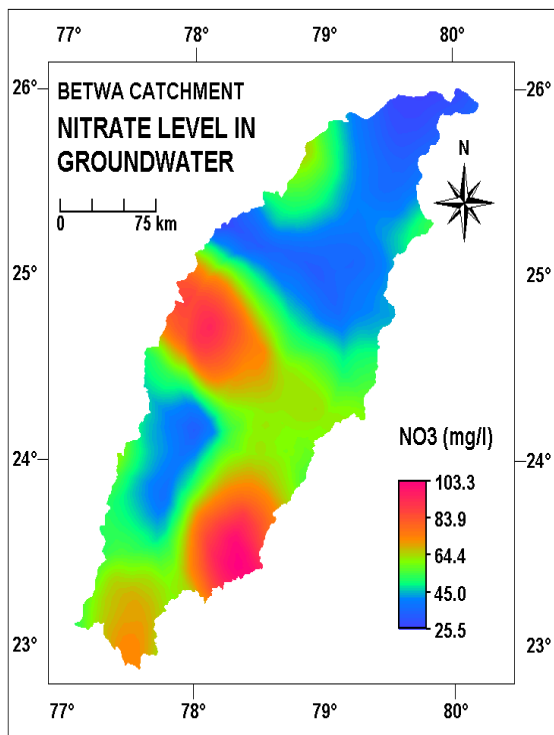 77° 78° 79° 80°
26° 26°
BETWA CATCHMENT
NITRATE LEVEL IN
GROUNDWATER
N
0 75 km
25° 25°
NO3 (mg/l)
24° 24°
103.3
83.9
64.4
45.0
25.5
23° 23°
77° 78° 79° 80°